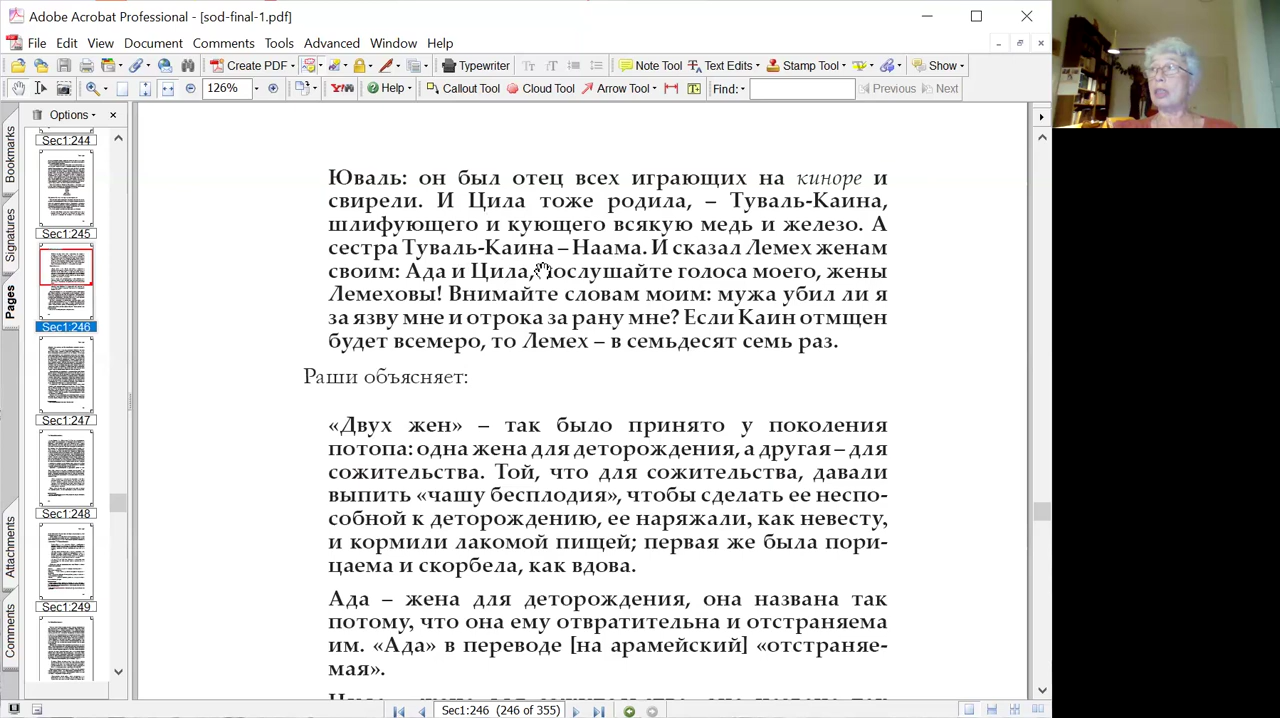 Adobe Acrobat Professional - [sod-final-1.pdf]
File Edit View Document Comments Tools Advanced Window Help
Create PDF Typewriter Note Tool Text Edits Stamp Tool Show
126% Y!M Help Callout Tool Cloud Tool Arrow Tool Find: Previous Next
Options
Bookmarks
Signatures
Pages
Attachments
Comments
Sec1:244
Sec1:245
Sec1:246
Sec1:247
Sec1:248
Sec1:249
Юваль: он был отец всех играющих на киноре и
свирели. И Цила тоже родила, – Туваль-Каина,
шлифующего и кующего всякую медь и железо. А
сестра Туваль-Каина – Наама. И сказал Лемех женам
своим: Ада и Цила, послушайте голоса моего, жены
Лемеховы! Внимайте словам моим: мужа убил ли я
за язву мне и отрока за рану мне? Если Каин отмщен
будет всемеро, то Лемех – в семьдесят семь раз.
Раши объясняет:
«Двух жен» – так было принято у поколения
потопа: одна жена для деторождения, а другая – для
сожительства. Той, что для сожительства, давали
выпить «чашу бесплодия», чтобы сделать ее неспо-
собной к деторождению, ее наряжали, как невесту,
и кормили лакомой пищей; первая же была пори-
цаема и скорбела, как вдова.
Ада – жена для деторождения, она названа так
потому, что она ему отвратительна и отстраняема
им. «Ада» в переводе [на арамейский] «отстраняе-
мая».
Sec1:246 (246 of 355)